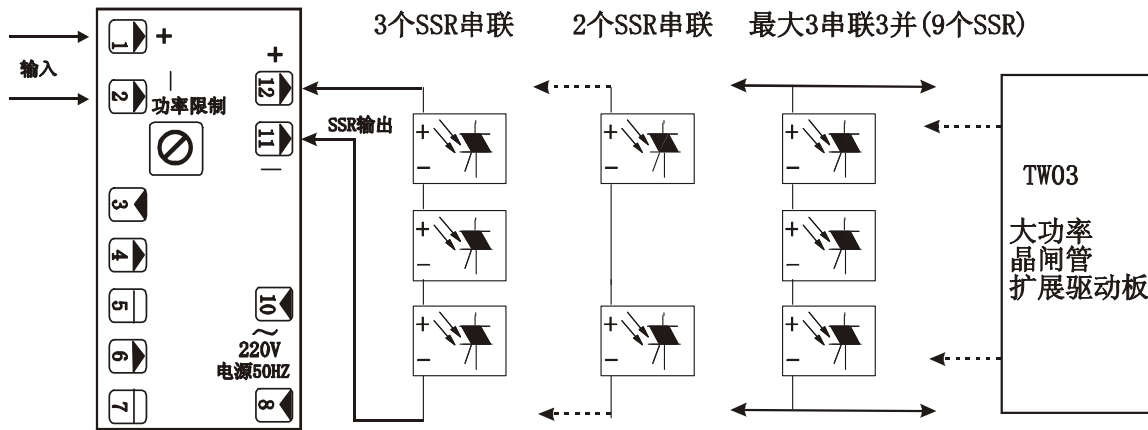 3个SSR串联
2个SSR串联
最大3串联3并(9个SSR)
输入
1 +
2 —
功率限制
+
12
11
—
SSR输出
3
4
5
6
7
10
～
220V
电源50HZ
8
+
−
+
−
+
−
+
−
+
−
+
−
+
−
+
−
TW03
大功率
晶闸管
扩展驱动板